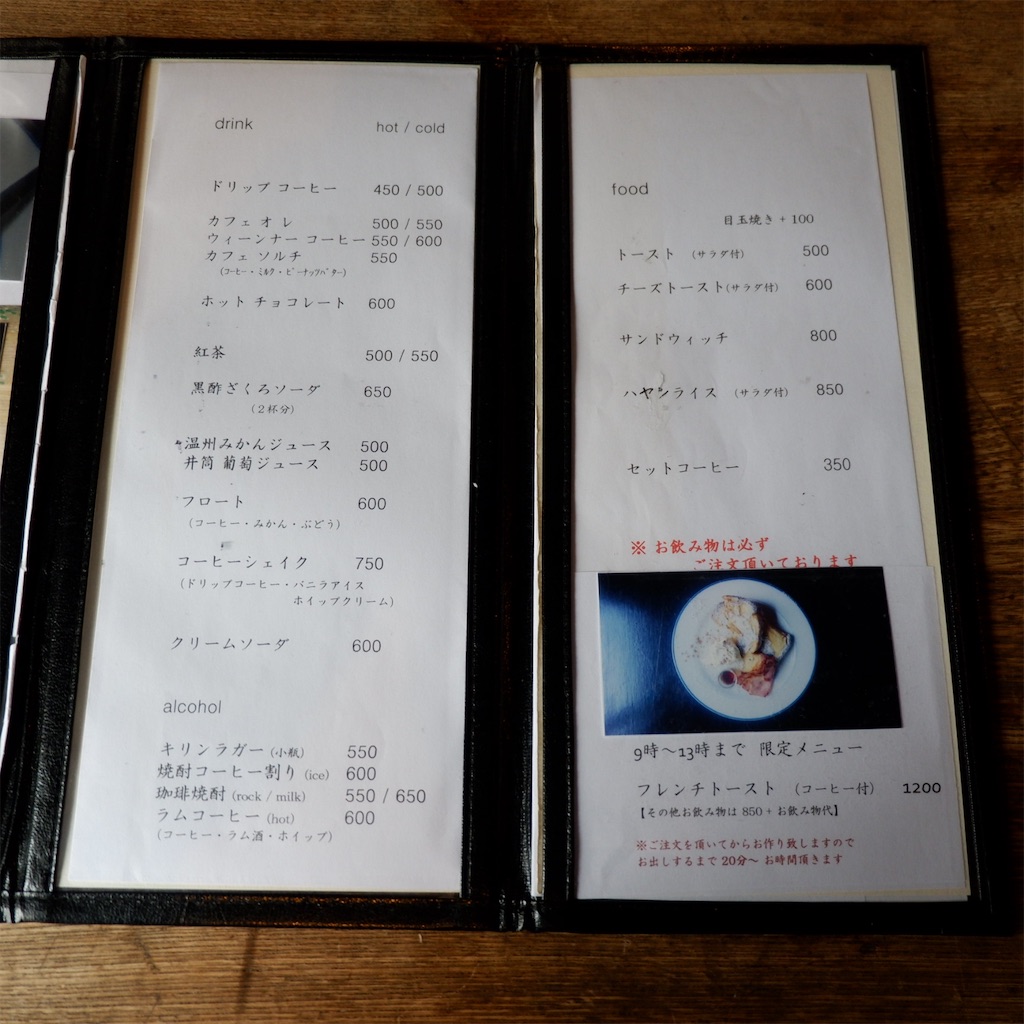 drink hot / cold
ドリップ コーヒー 450 / 500
カフェ オ レ 500 / 550
ウィーンナー コーヒー 550 / 600
カフェ ソルチ 550
(コーヒー・ミルク・ピーナッツバター)
ホット チョコレート 600
紅茶 500 / 550
黒酢ざくろソーダ 650
(2杯分)
温州みかんジュース 500
井筒 葡萄ジュース 500
フロート 600
(コーヒー・みかん・ぶどう)
コーヒーシェイク 750
(ドリップコーヒー・バニラアイス
ホイップクリーム)
クリームソーダ 600
alcohol
キリンラガー (小瓶) 550
焼酎コーヒー割り (ice) 600
珈琲焼酎 (rock / milk) 550 / 650
ラムコーヒー (hot) 600
(コーヒー・ラム酒・ホイップ)
food
目玉焼き + 100
トースト (サラダ付) 500
チーズトースト(サラダ付) 600
サンドウィッチ 800
ハヤシライス (サラダ付) 850
セットコーヒー 350
※ お飲み物は必ず
ご注文頂いております
9時～13時まで 限定メニュー
フレンチトースト (コーヒー付) 1200
【その他お飲み物は 850 + お飲み物代】
※ご注文を頂いてからお作り致しますので
お出しするまで 20分～ お時間頂きます